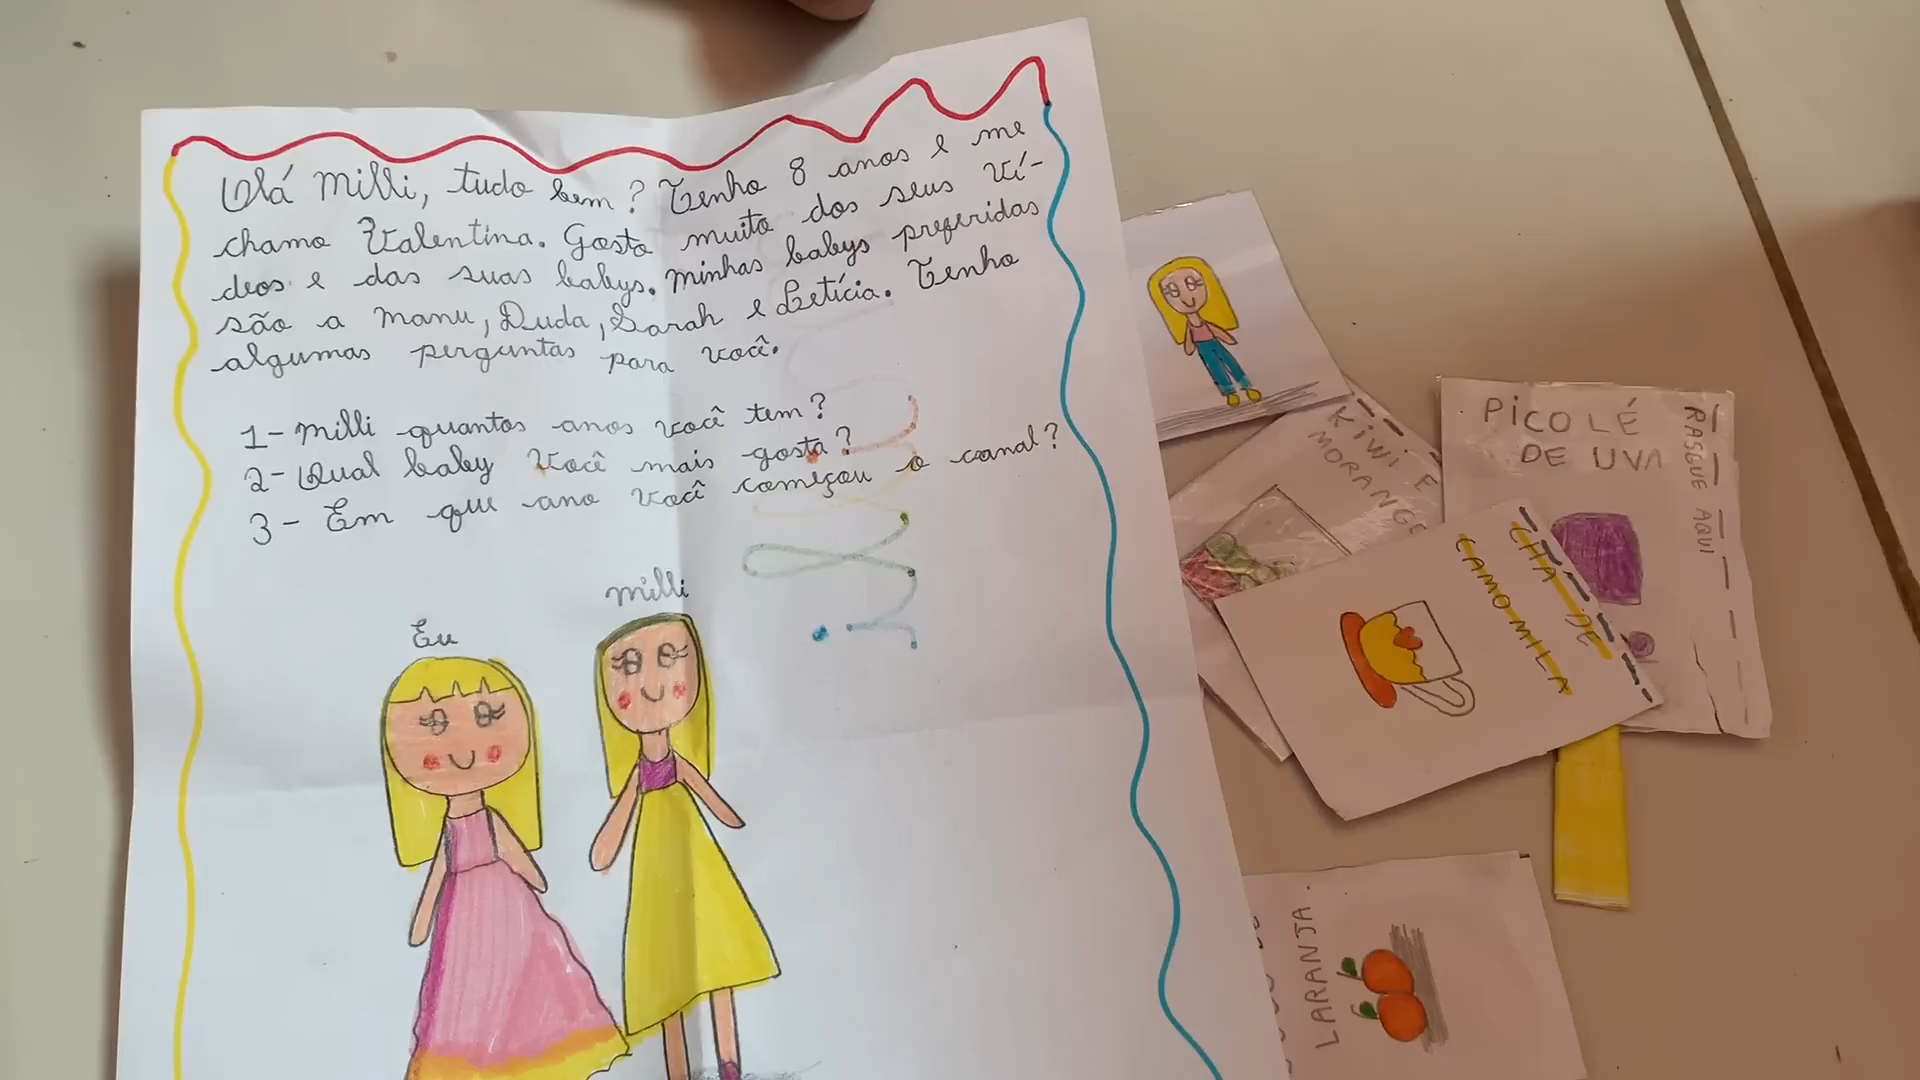 Olá Milli, tudo bem? Tenho 8 anos e me
chamo Valentina. Gosto muito dos seus ví-
deos e das suas babys. Minhas babys preferidas
são a Manu, Duda, Sarah e Letícia. Tenho
algumas perguntas para você.
1- Milli quantos anos você tem?
2- Qual baby você mais gosta?
3- Em que ano você começou o canal?
Eu
Milli
KIWI E
MORANGO
PICOLÉ
DE UVA
RASGUE AQUI
CHA DE
CAMOMILA
LARANJA